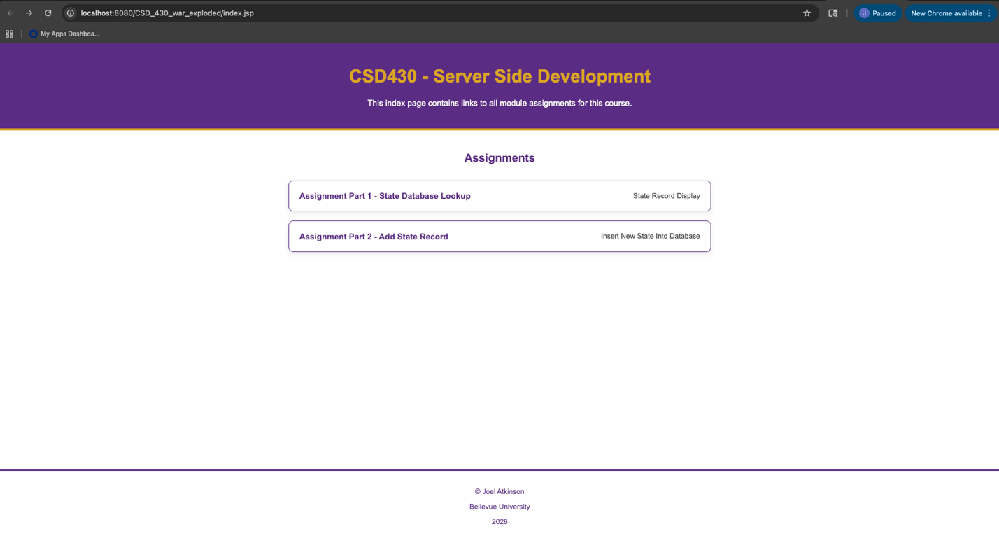 localhost:8080/CSD_430_war_exploded/index.jsp
J Paused
New Chrome available
My Apps Dashboa...
CSD430 - Server Side Development
This index page contains links to all module assignments for this course.
Assignments
Assignment Part 1 - State Database Lookup State Record Display
Assignment Part 2 - Add State Record Insert New State Into Database
© Joel Atkinson
Bellevue University
2026